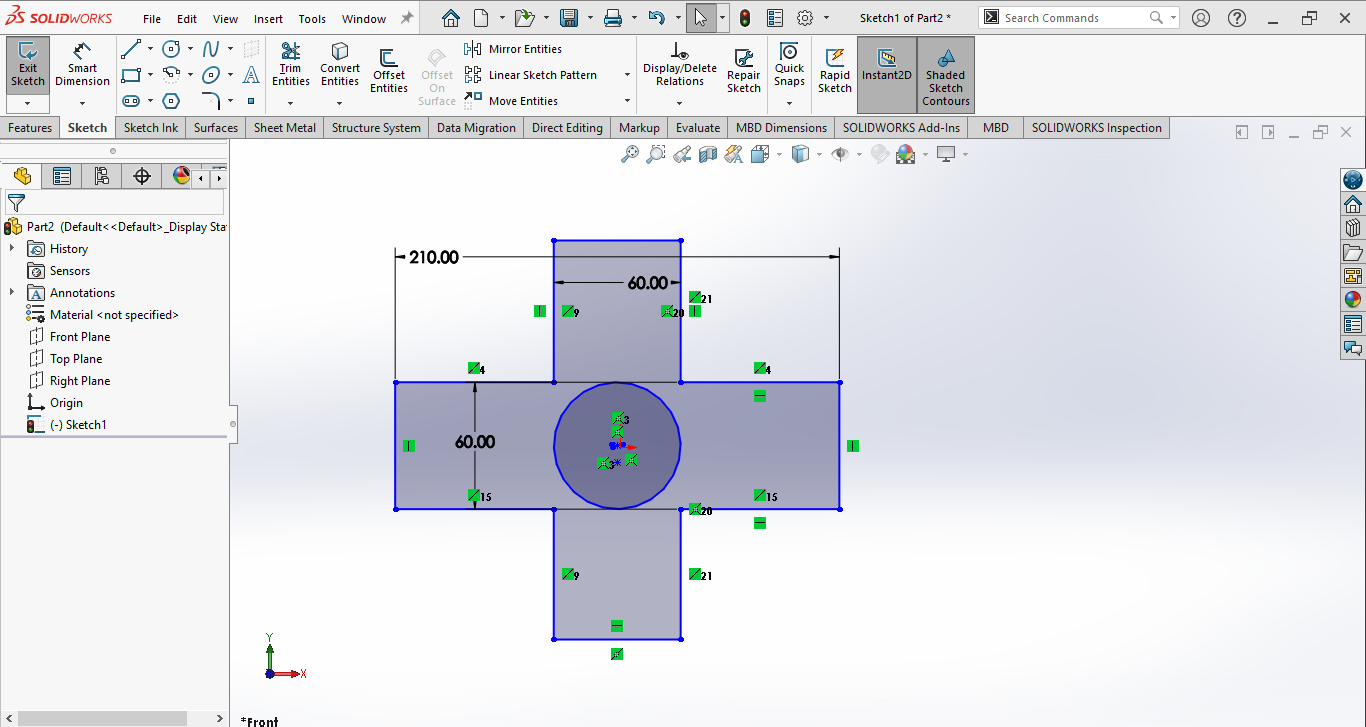 SOLIDWORKS File Edit View Insert Tools Window Sketch1 of Part2 * Search Commands
Exit Sketch
Smart Dimension
Trim Entities
Convert Entities
Offset Entities
Offset On Surface
Mirror Entities
Linear Sketch Pattern
Move Entities
Display/Delete Relations
Repair Sketch
Quick Snaps
Rapid Sketch
Instant2D
Shaded Sketch Contours
Features Sketch Sketch Ink Surfaces Sheet Metal Structure System Data Migration Direct Editing Markup Evaluate MBD Dimensions SOLIDWORKS Add-Ins MBD SOLIDWORKS Inspection
Part2 (Default<<Default>_Display Sta
History
Sensors
Annotations
Material <not specified>
Front Plane
Top Plane
Right Plane
Origin
(-) Sketch1
210.00
60.00
21
9 20
4 4
3
60.00
3
15 15
20
9 21
Y
X
*Front